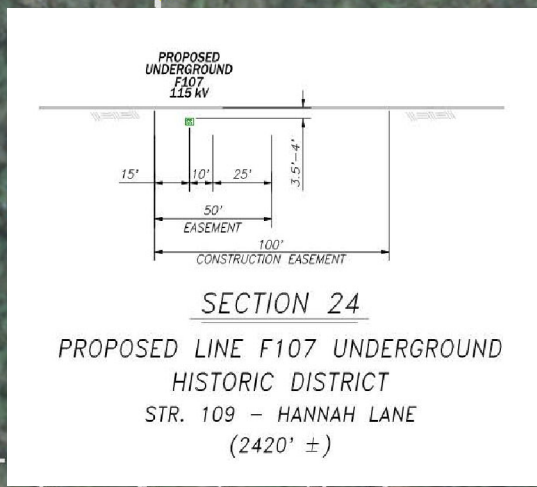 PROPOSED
UNDERGROUND
F107
115 kV
3.5'-4'
15'
10'
25'
50'
EASEMENT
100'
CONSTRUCTION EASEMENT
SECTION 24
PROPOSED LINE F107 UNDERGROUND
HISTORIC DISTRICT
STR. 109 - HANNAH LANE
(2420' ±)